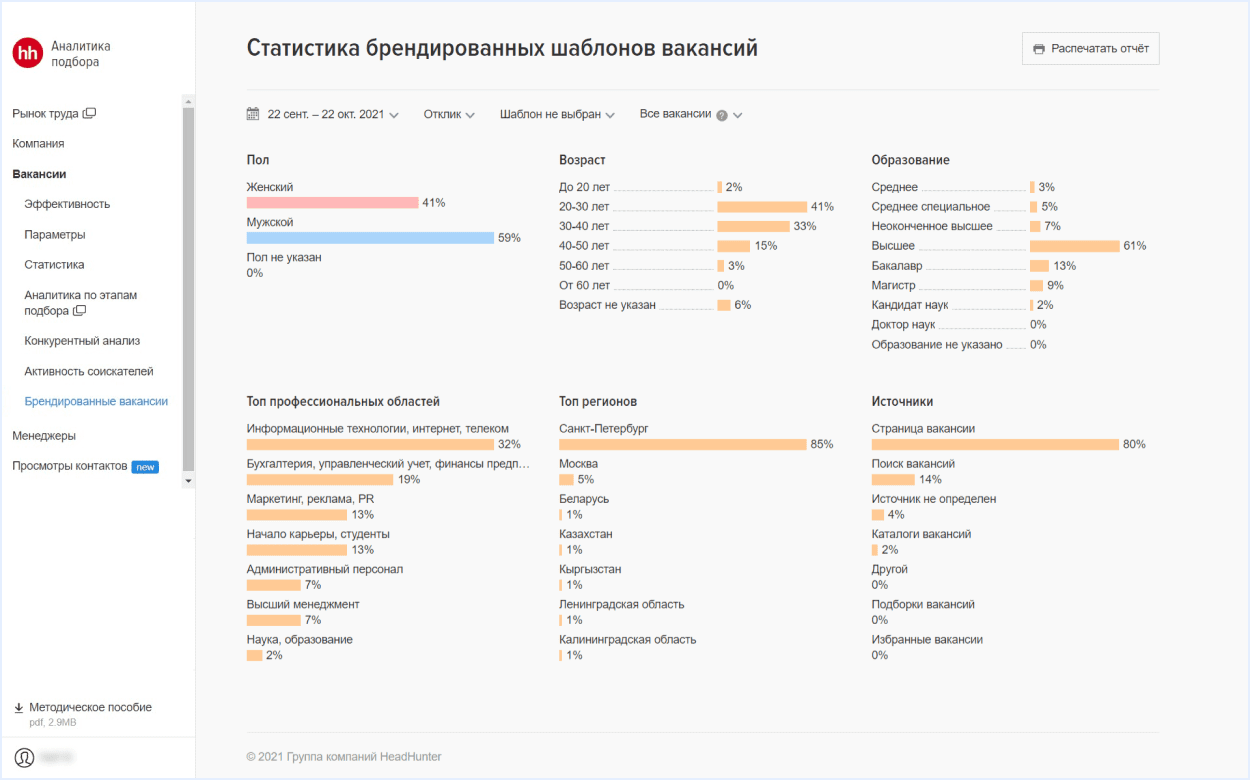 hh
Аналитика
подбора
Рынок труда
Компания
Вакансии
Эффективность
Параметры
Статистика
Аналитика по этапам
подбора
Конкурентный анализ
Активность соискателей
Брендированные вакансии
Менеджеры
Просмотры контактов new
Методическое пособие
pdf, 2.9MB
Статистика брендированных шаблонов вакансий
Распечатать отчёт
22 сент. – 22 окт. 2021
Отклик
Шаблон не выбран
Все вакансии ?
Пол
Женский
41%
Мужской
59%
Пол не указан
0%
Возраст
До 20 лет 2%
20-30 лет 41%
30-40 лет 33%
40-50 лет 15%
50-60 лет 3%
От 60 лет 0%
Возраст не указан 6%
Образование
Среднее 3%
Среднее специальное 5%
Неоконченное высшее 7%
Высшее 61%
Бакалавр 13%
Магистр 9%
Кандидат наук 2%
Доктор наук 0%
Образование не указано 0%
Топ профессиональных областей
Информационные технологии, интернет, телеком
32%
Бухгалтерия, управленческий учет, финансы предп…
19%
Маркетинг, реклама, PR
13%
Начало карьеры, студенты
13%
Административный персонал
7%
Высший менеджмент
7%
Наука, образование
2%
Топ регионов
Санкт-Петербург
85%
Москва
5%
Беларусь
1%
Казахстан
1%
Кыргызстан
1%
Ленинградская область
1%
Калининградская область
1%
Источники
Страница вакансии
80%
Поиск вакансий
14%
Источник не определен
4%
Каталоги вакансий
2%
Другой
0%
Подборки вакансий
0%
Избранные вакансии
0%
© 2021 Группа компаний HeadHunter